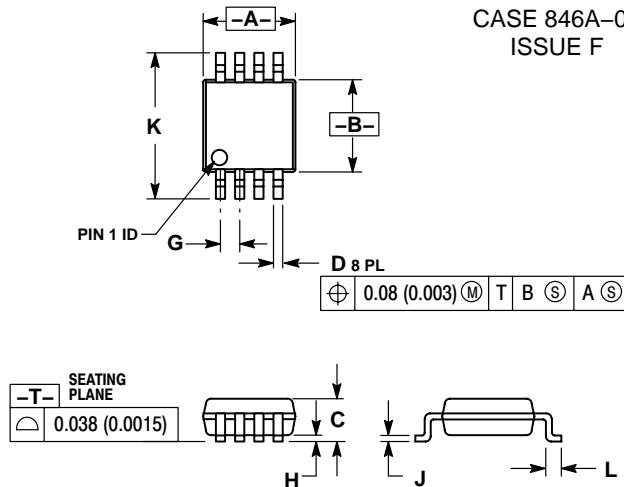 CASE 846A–0
ISSUE F
–A–
K
–B–
PIN 1 ID
G
D 8 PL
⌖ 0.08 (0.003) Ⓜ T B Ⓢ A Ⓢ
–T– SEATING
PLANE
⌓ 0.038 (0.0015)
C
H
J
L